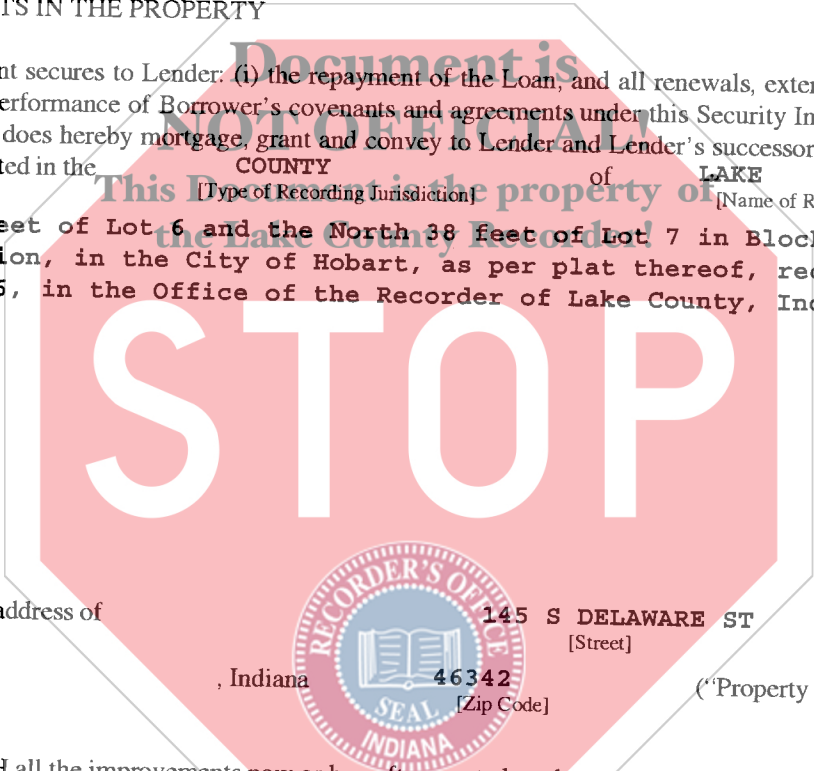 TS IN THE PROPERTY
Document is
nt secures to Lender: (i) the repayment of the Loan, and all renewals, exten
erformance of Borrower's covenants and agreements under this Security In
NOT OFFICIAL!
does hereby mortgage, grant and convey to Lender and Lender's successor
ted in the COUNTY of LAKE
This Document is the property of
[Type of Recording Jurisdiction] [Name of R
eet of Lot 6 and the North 38 feet of Lot 7 in Bloc
the Lake County Recorder!
ion, in the City of Hobart, as per plat thereof, rec
5, in the Office of the Recorder of Lake County, Ind
STOP
RECORDER'S OFFICE
address of 145 S DELAWARE ST
[Street]
, Indiana 46342 ("Property
[Zip Code]
SEAL
INDIANA
all the improvements now or